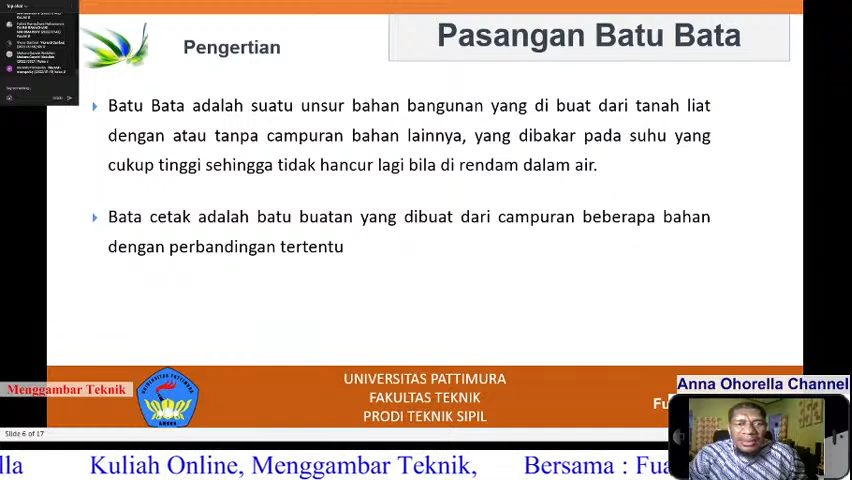 Top chat
Pengertian
Pasangan Batu Bata
Batu Bata adalah suatu unsur bahan bangunan yang di buat dari tanah liat
dengan atau tanpa campuran bahan lainnya, yang dibakar pada suhu yang
cukup tinggi sehingga tidak hancur lagi bila di rendam dalam air.
Bata cetak adalah batu buatan yang dibuat dari campuran beberapa bahan
dengan perbandingan tertentu
Menggambar Teknik
UNIVERSITAS PATTIMURA
FAKULTAS TEKNIK
PRODI TEKNIK SIPIL
Fu
Anna Ohorella Channel
Slide 6 of 17
lla Kuliah Online, Menggambar Teknik, Bersama : Fua